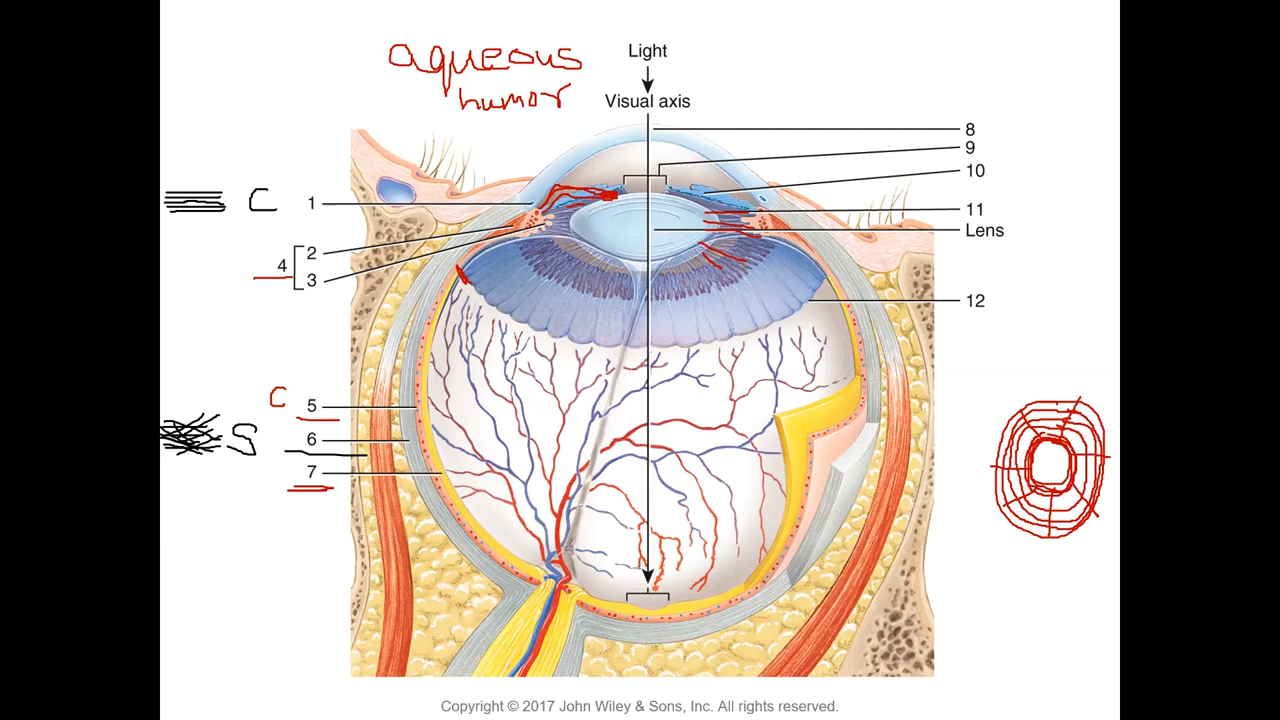 aqueous
humor
Light
Visual axis
8
9
10
C
1
11
Lens
2
4
3
12
C
5
S
6
7
Copyright © 2017 John Wiley & Sons, Inc. All rights reserved.